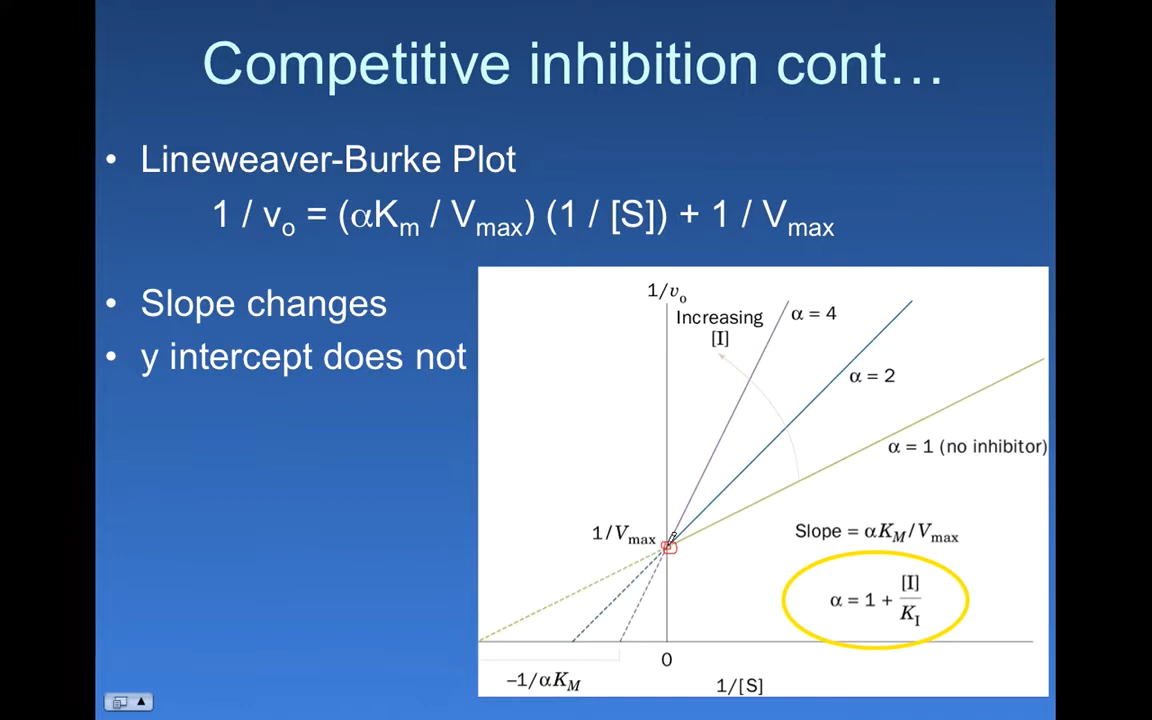 Competitive inhibition cont…
• Lineweaver-Burke Plot
1 / vo = (αKm / Vmax) (1 / [S]) + 1 / Vmax
• Slope changes
• y intercept does not
1/vo
Increasing
[I]
α = 4
α = 2
α = 1 (no inhibitor)
1/Vmax
Slope = αKM/Vmax
α = 1 + [I]/KI
0
−1/αKM
1/[S]